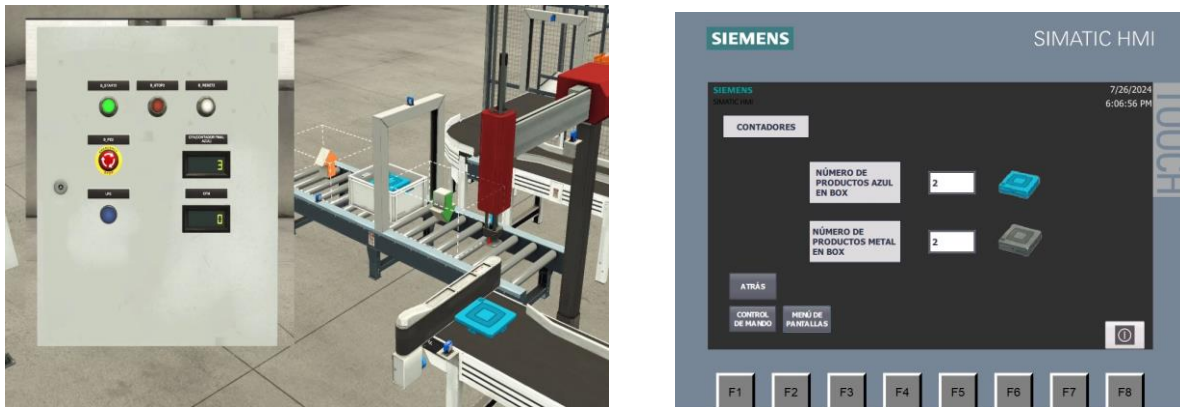 3
0
SIEMENS
SIMATIC HMI
TOUCH
SIEMENS
SIMATIC HMI
7/26/2024
6:06:56 PM
CONTADORES
NÚMERO DE
PRODUCTOS AZUL
EN BOX
2
NÚMERO DE
PRODUCTOS METAL
EN BOX
2
ATRÁS
CONTROL
DE MANDO
MENÚ DE
PANTALLAS
F1
F2
F3
F4
F5
F6
F7
F8